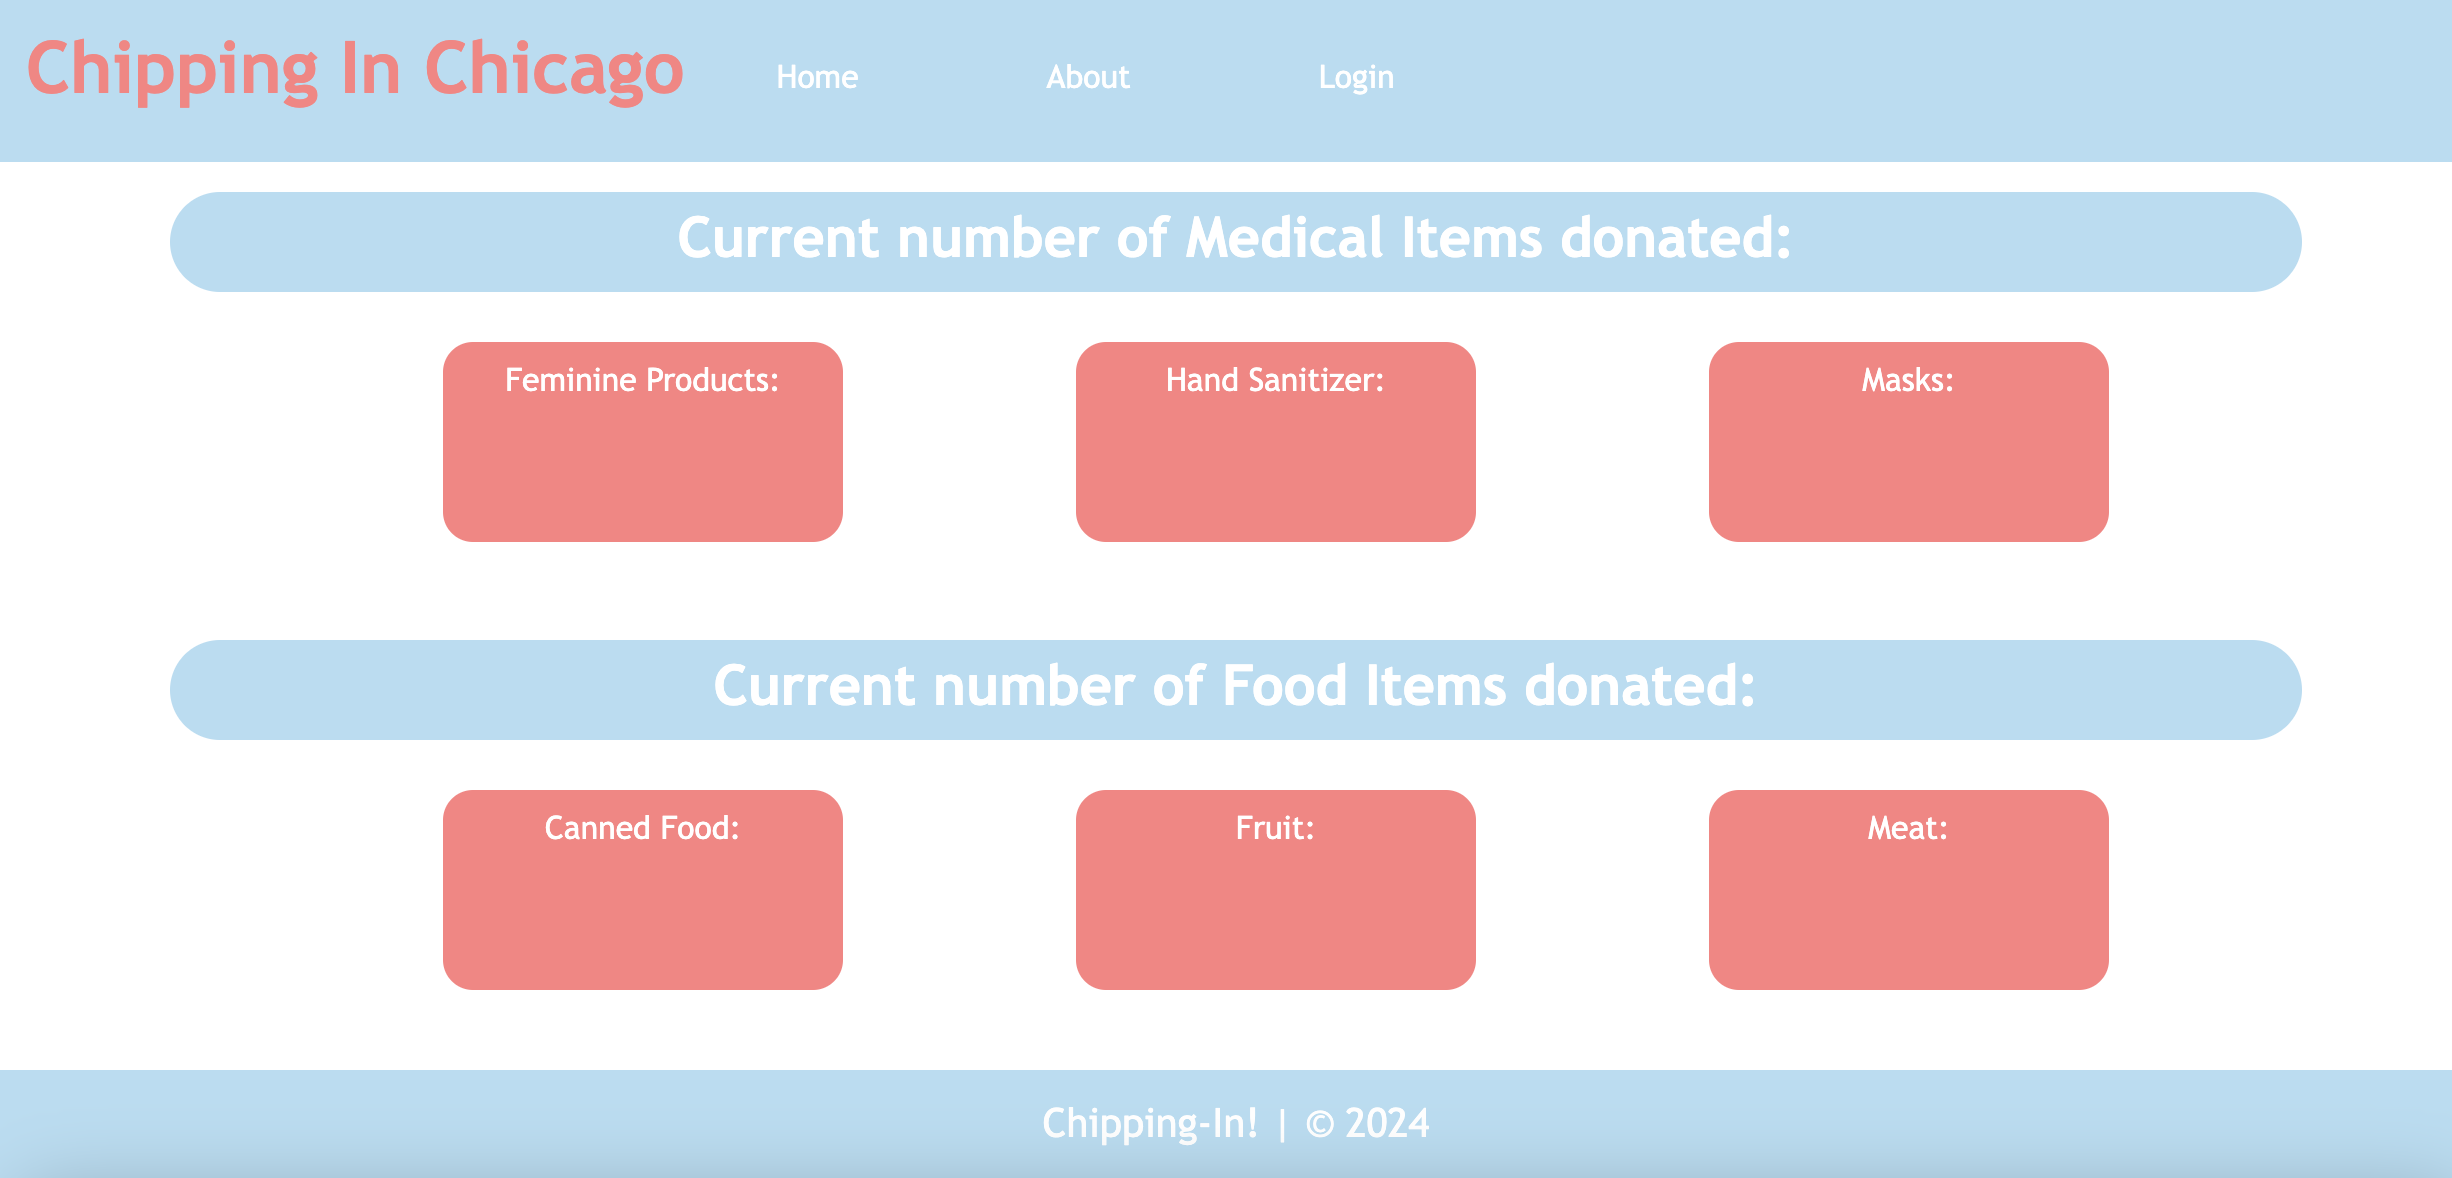 Chipping In Chicago
Home About Login
Current number of Medical Items donated:
Feminine Products: Hand Sanitizer: Masks:
Current number of Food Items donated:
Canned Food: Fruit: Meat:
Chipping-In! | © 2024